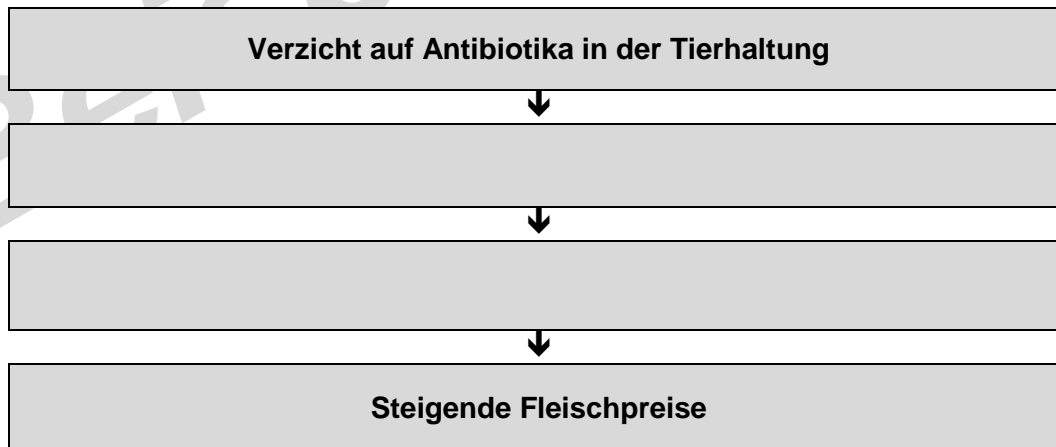 Verzicht auf Antibiotika in der Tierhaltung
Steigende Fleischpreise